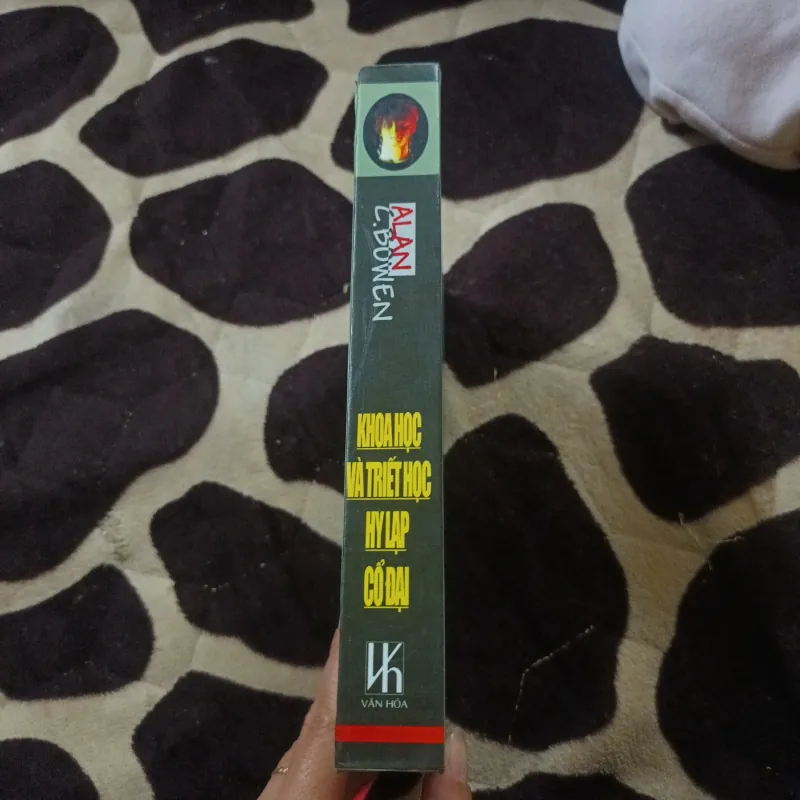 ALAN
C.BOWEN
KHOA HỌC
VÀ TRIẾT HỌC
HY LẠP
CỔ ĐẠI
Vh
VĂN HÓA